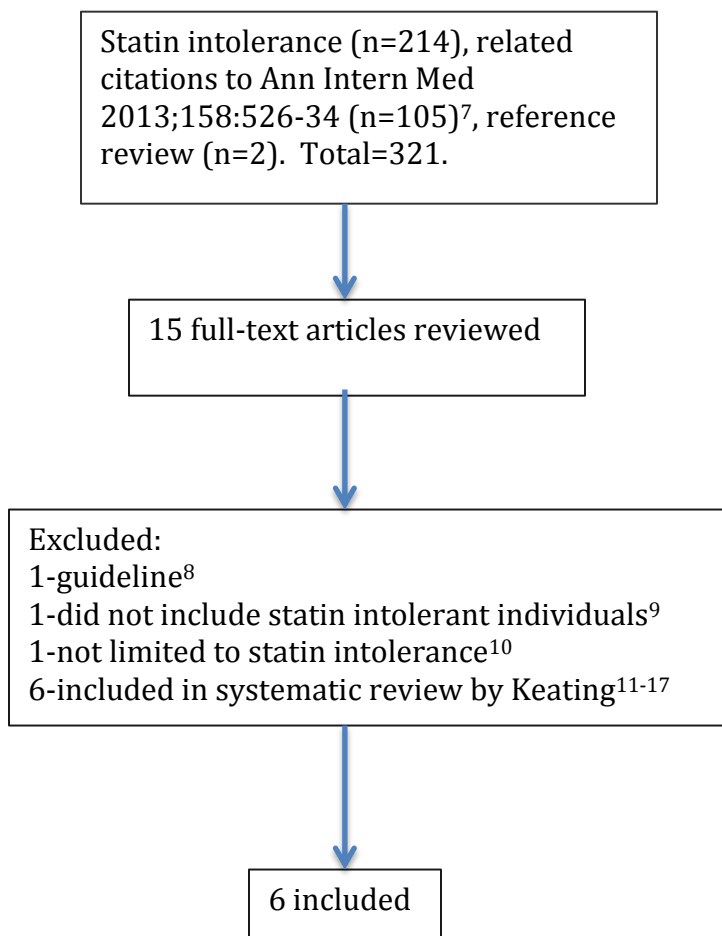 Statin intolerance (n=214), related
citations to Ann Intern Med
2013;158:526-34 (n=105)⁷, reference
review (n=2).  Total=321.
15 full-text articles reviewed
Excluded:
1-guideline⁸
1-did not include statin intolerant individuals⁹
1-not limited to statin intolerance¹⁰
6-included in systematic review by Keating¹¹⁻¹⁷
6 included